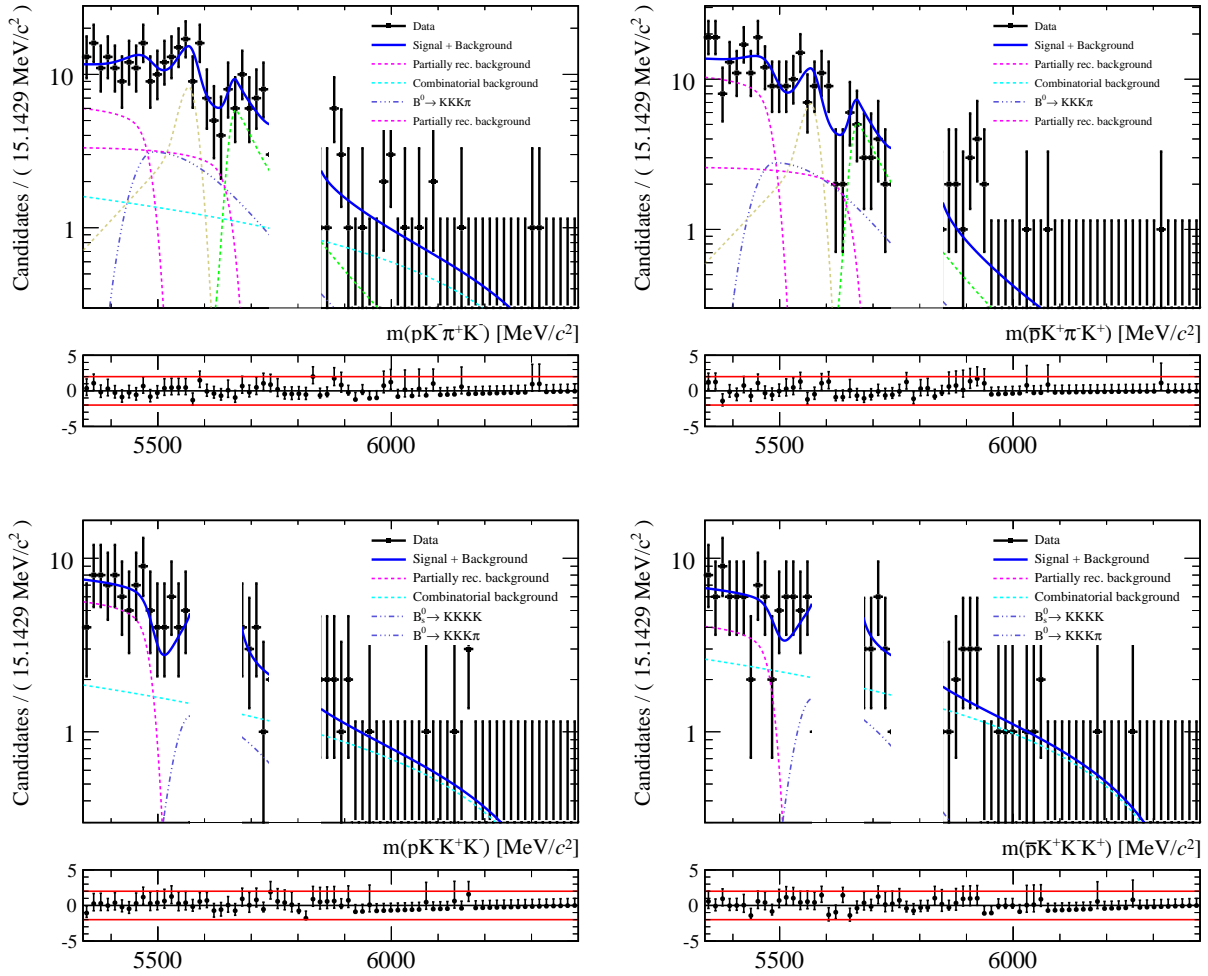 Candidates / ( 15.1429 MeV/c²)
10
1
Data
Signal + Background
Partially rec. background
Combinatorial background
B⁰→ KKKπ
Partially rec. background
m(pK⁻π⁺K⁻) [MeV/c²]
5
0
-5
5500
6000
Candidates / ( 15.1429 MeV/c²)
10
1
Data
Signal + Background
Partially rec. background
Combinatorial background
B⁰→ KKKπ
Partially rec. background
m(p̅K⁺π⁻K⁺) [MeV/c²]
5
0
-5
5500
6000
Candidates / ( 15.1429 MeV/c²)
10
1
Data
Signal + Background
Partially rec. background
Combinatorial background
B⁰ₛ→ KKKK
B⁰→ KKKπ
m(pK⁻K⁺K⁻) [MeV/c²]
5
0
-5
5500
6000
Candidates / ( 15.1429 MeV/c²)
10
1
Data
Signal + Background
Partially rec. background
Combinatorial background
B⁰ₛ→ KKKK
B⁰→ KKKπ
m(p̅K⁺K⁻K⁺) [MeV/c²]
5
0
-5
5500
6000